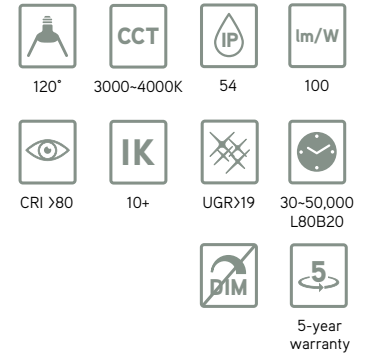 CCT
IP
lm/W
120°
3000~4000K
54
100
IK
CRI >80
10+
UGR>19
30~50,000
L80B20
DIM
5
5-year
warranty